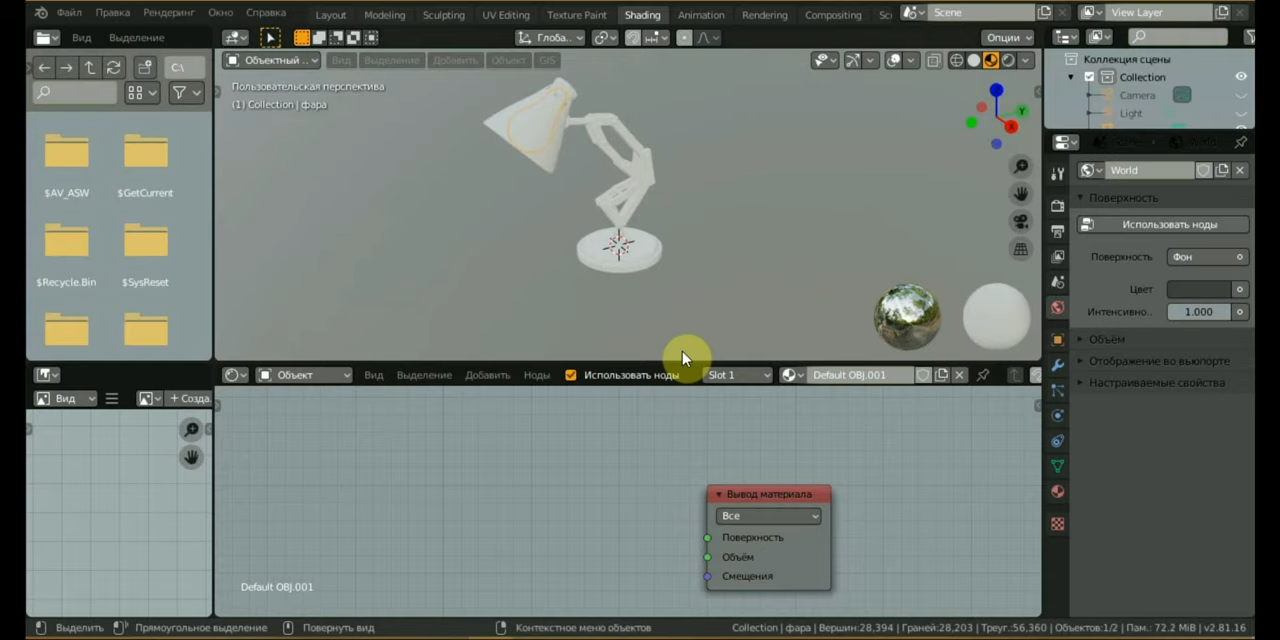 Файл Правка Рендеринг Окно Справка Layout Modeling Sculpting UV Editing Texture Paint Shading Animation Rendering Compositing Sc Scene View Layer
Вид Выделение Глоба.. Опции
C:\ Объектный .. Вид Выделение Добавить Объект GIS
Пользовательская перспектива
(1) Collection | фара
Коллекция сцены
Collection
Camera
Light
$AV_ASW $GetCurrent
$Recycle.Bin $SysReset
World
Поверхность
Использовать ноды
Поверхность Фон
Цвет
Интенсивно.. 1.000
Объём
Отображение во вьюпорте
Настраиваемые свойства
Z Y X
Объект Вид Выделение Добавить Ноды Использовать ноды Slot 1 Default OBJ.001
Вид + Созда
Вывод материала
Все
Поверхность
Объём
Смещения
Default OBJ.001
Выделить Прямоугольное выделение Повернуть вид Контекстное меню объектов Collection | фара | Вершин:28,394 | Граней:28,203 | Треуг.:56,360 | Объектов:1/2 | Пам.: 72.2 MiB | v2.81.16